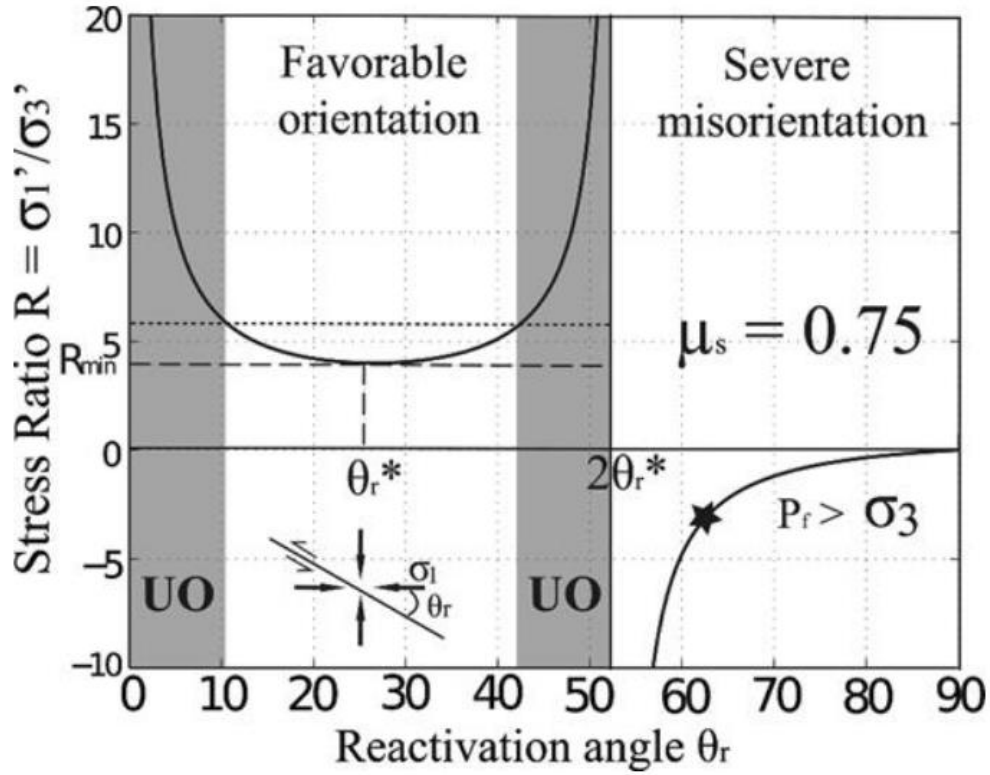 Stress Ratio R = σ1'/σ3'
20
15
10
5
Rmin
0
−5
−10
Favorable
orientation
Severe
misorientation
μs = 0.75
θr*
2θr*
Pf > σ3
σ1
θr
UO
UO
0 10 20 30 40 50 60 70 80 90
Reactivation angle θr